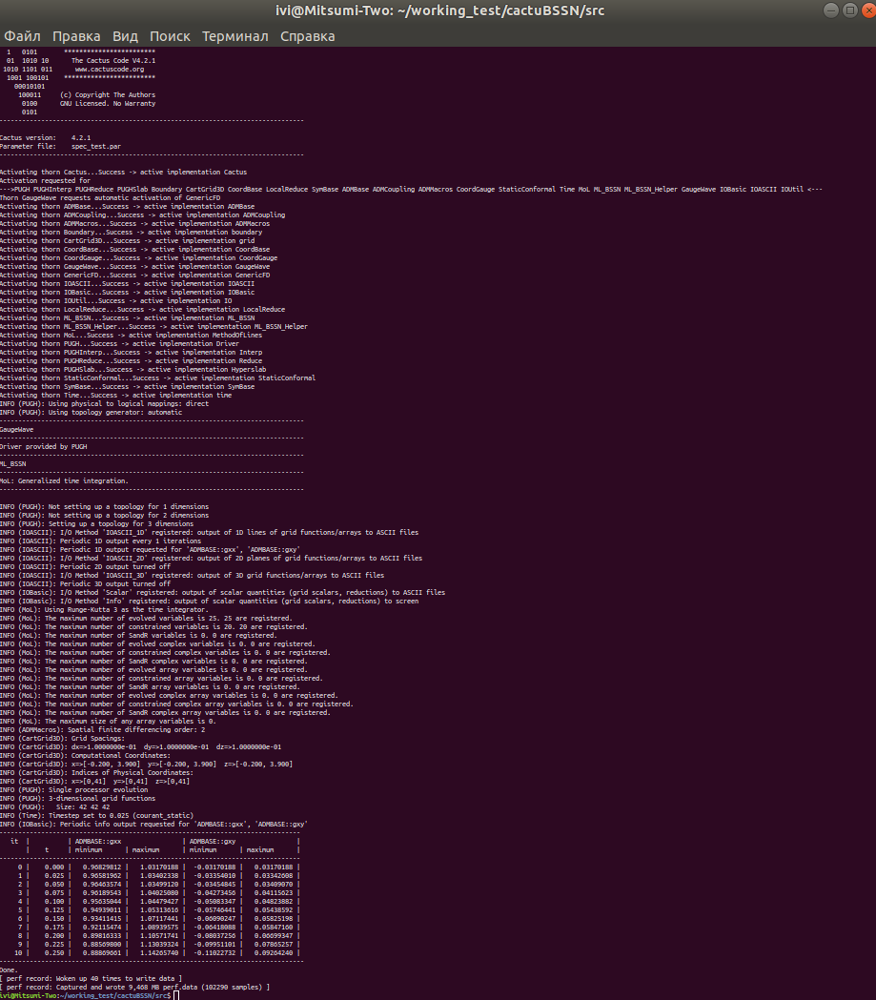 ivi@Mitsumi-Two: ~/working_test/cactuBSSN/src
Файл Правка Вид Поиск Терминал Справка
1 0101 ************************
01 1010 10 The Cactus Code V4.2.1
1010 1101 011 www.cactuscode.org
1001 100101 ************************
00010101
100011 (c) Copyright The Authors
0100 GNU Licensed. No Warranty
0101
--------------------------------------------------------------------------------
Cactus version: 4.2.1
Parameter file: spec_test.par
--------------------------------------------------------------------------------
Activating thorn Cactus...Success -> active implementation Cactus
Activation requested for
--->PUGH PUGHInterp PUGHReduce PUGHSlab Boundary CartGrid3D CoordBase LocalReduce SymBase ADMBase ADMCoupling ADMMacros CoordGauge StaticConformal Time MoL ML_BSSN ML_BSSN_Helper GaugeWave IOBasic IOASCII IOUtil <---
Thorn GaugeWave requests automatic activation of GenericFD
Activating thorn ADMBase...Success -> active implementation ADMBase
Activating thorn ADMCoupling...Success -> active implementation ADMCoupling
Activating thorn ADMMacros...Success -> active implementation ADMMacros
Activating thorn Boundary...Success -> active implementation boundary
Activating thorn CartGrid3D...Success -> active implementation grid
Activating thorn CoordBase...Success -> active implementation CoordBase
Activating thorn CoordGauge...Success -> active implementation CoordGauge
Activating thorn GaugeWave...Success -> active implementation GaugeWave
Activating thorn GenericFD...Success -> active implementation GenericFD
Activating thorn IOASCII...Success -> active implementation IOASCII
Activating thorn IOBasic...Success -> active implementation IOBasic
Activating thorn IOUtil...Success -> active implementation IO
Activating thorn LocalReduce...Success -> active implementation LocalReduce
Activating thorn ML_BSSN...Success -> active implementation ML_BSSN
Activating thorn ML_BSSN_Helper...Success -> active implementation ML_BSSN_Helper
Activating thorn MoL...Success -> active implementation MethodOfLines
Activating thorn PUGH...Success -> active implementation Driver
Activating thorn PUGHInterp...Success -> active implementation Interp
Activating thorn PUGHReduce...Success -> active implementation Reduce
Activating thorn PUGHSlab...Success -> active implementation Hyperslab
Activating thorn StaticConformal...Success -> active implementation StaticConformal
Activating thorn SymBase...Success -> active implementation SymBase
Activating thorn Time...Success -> active implementation time
INFO (PUGH): Using physical to logical mappings: direct
INFO (PUGH): Using topology generator: automatic
--------------------------------------------------------------------------------
GaugeWave
--------------------------------------------------------------------------------
Driver provided by PUGH
--------------------------------------------------------------------------------
ML_BSSN
--------------------------------------------------------------------------------
MoL: Generalized time integration.
--------------------------------------------------------------------------------
INFO (PUGH): Not setting up a topology for 1 dimensions
INFO (PUGH): Not setting up a topology for 2 dimensions
INFO (PUGH): Setting up a topology for 3 dimensions
INFO (IOASCII): I/O Method 'IOASCII_1D' registered: output of 1D lines of grid functions/arrays to ASCII files
INFO (IOASCII): Periodic 1D output every 1 iterations
INFO (IOASCII): Periodic 1D output requested for 'ADMBASE::gxx', 'ADMBASE::gxy'
INFO (IOASCII): I/O Method 'IOASCII_2D' registered: output of 2D planes of grid functions/arrays to ASCII files
INFO (IOASCII): Periodic 2D output turned off
INFO (IOASCII): I/O Method 'IOASCII_3D' registered: output of 3D grid functions/arrays to ASCII files
INFO (IOASCII): Periodic 3D output turned off
INFO (IOBasic): I/O Method 'Scalar' registered: output of scalar quantities (grid scalars, reductions) to ASCII files
INFO (IOBasic): I/O Method 'Info' registered: output of scalar quantities (grid scalars, reductions) to screen
INFO (MoL): Using Runge-Kutta 3 as the time integrator.
INFO (MoL): The maximum number of evolved variables is 25. 25 are registered.
INFO (MoL): The maximum number of constrained variables is 20. 20 are registered.
INFO (MoL): The maximum number of SandR variables is 0. 0 are registered.
INFO (MoL): The maximum number of evolved complex variables is 0. 0 are registered.
INFO (MoL): The maximum number of constrained complex variables is 0. 0 are registered.
INFO (MoL): The maximum number of SandR complex variables is 0. 0 are registered.
INFO (MoL): The maximum number of evolved array variables is 0. 0 are registered.
INFO (MoL): The maximum number of constrained array variables is 0. 0 are registered.
INFO (MoL): The maximum number of SandR array variables is 0. 0 are registered.
INFO (MoL): The maximum number of evolved complex array variables is 0. 0 are registered.
INFO (MoL): The maximum number of constrained complex array variables is 0. 0 are registered.
INFO (MoL): The maximum number of SandR complex array variables is 0. 0 are registered.
INFO (MoL): The maximum size of any array variables is 0.
INFO (ADMMacros): Spatial finite differencing order: 2
INFO (CartGrid3D): Grid Spacings:
INFO (CartGrid3D): dx=>1.0000000e-01 dy=>1.0000000e-01 dz=>1.0000000e-01
INFO (CartGrid3D): Computational Coordinates:
INFO (CartGrid3D): x=>[-0.200, 3.900] y=>[-0.200, 3.900] z=>[-0.200, 3.900]
INFO (CartGrid3D): Indices of Physical Coordinates:
INFO (CartGrid3D): x=>[0,41] y=>[0,41] z=>[0,41]
INFO (PUGH): Single processor evolution
INFO (PUGH): 3-dimensional grid functions
INFO (PUGH): Size: 42 42 42
INFO (Time): Timestep set to 0.025 (courant_static)
INFO (IOBasic): Periodic info output requested for 'ADMBASE::gxx', 'ADMBASE::gxy'
-------------------------------------------------------------------------------
it | | ADMBASE::gxx | ADMBASE::gxy |
| t | minimum | maximum | minimum | maximum |
-------------------------------------------------------------------------------
0 | 0.000 | 0.96829812 | 1.03170188 | -0.03170188 | 0.03170188 |
1 | 0.025 | 0.96581962 | 1.03402338 | -0.03354010 | 0.03342608 |
2 | 0.050 | 0.96463574 | 1.03499120 | -0.03454845 | 0.03409070 |
3 | 0.075 | 0.96189543 | 1.04025080 | -0.04273456 | 0.04115623 |
4 | 0.100 | 0.95635044 | 1.04479427 | -0.05083347 | 0.04823882 |
5 | 0.125 | 0.94939011 | 1.05313616 | -0.05746441 | 0.05438592 |
6 | 0.150 | 0.93411415 | 1.07117441 | -0.06090247 | 0.05825198 |
7 | 0.175 | 0.92115474 | 1.08939575 | -0.06418088 | 0.05847160 |
8 | 0.200 | 0.89816333 | 1.10571741 | -0.08037256 | 0.06699347 |
9 | 0.225 | 0.88569800 | 1.13039324 | -0.09951101 | 0.07865257 |
10 | 0.250 | 0.88869661 | 1.14265740 | -0.11022732 | 0.09264240 |
--------------------------------------------------------------------------------
Done.
[ perf record: Woken up 40 times to write data ]
[ perf record: Captured and wrote 9,468 MB perf.data (102290 samples) ]
ivi@Mitsumi-Two:~/working_test/cactuBSSN/src$